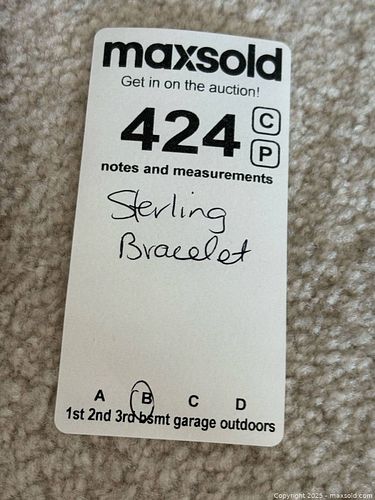 maxsold
Get in on the auction!
424 C
P
notes and measurements
Sterling
Bracelet
A B C D
1st 2nd 3rd bsmt garage outdoors
Copyright 2025 - maxsold.com